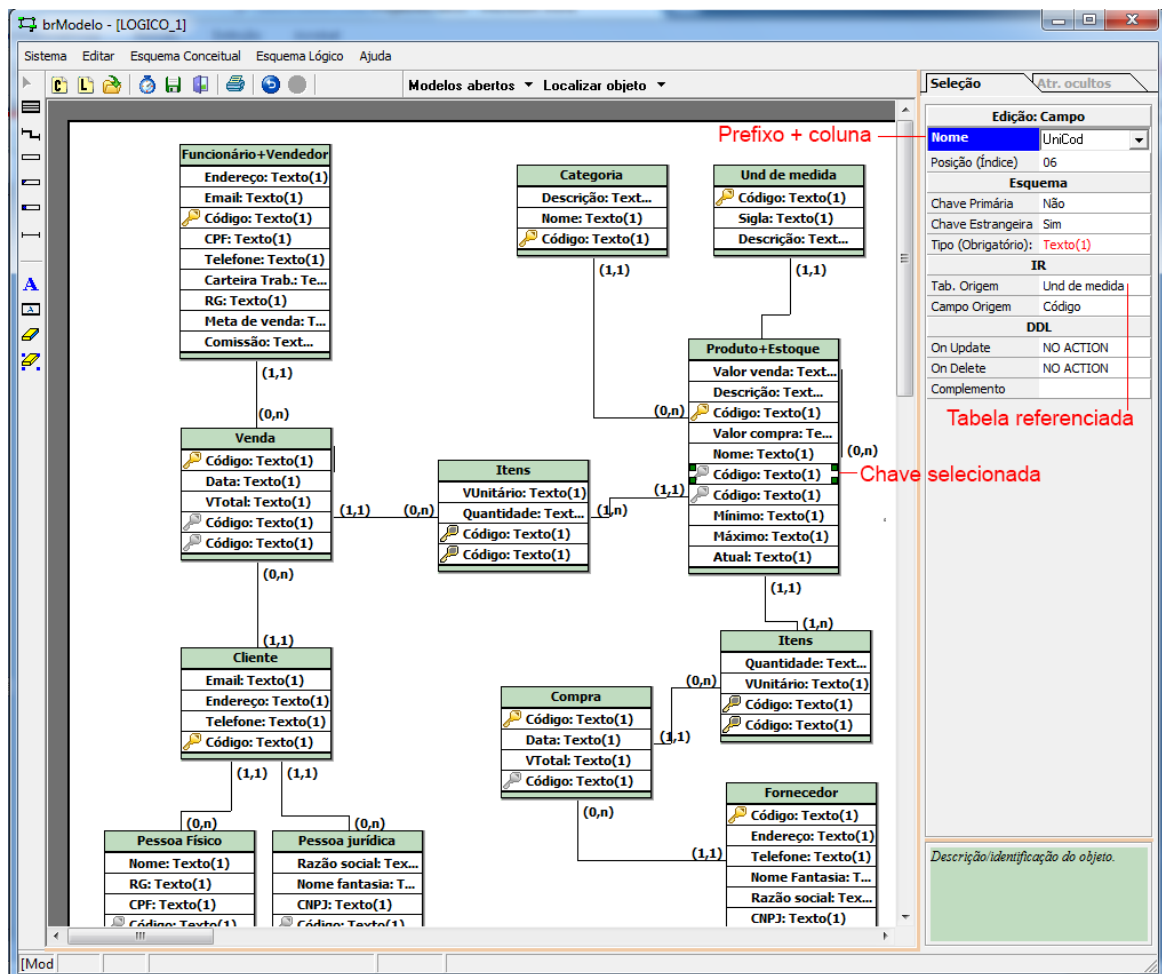 brModelo - [LOGICO_1]
Sistema Editar Esquema Conceitual Esquema Lógico Ajuda
Modelos abertos Localizar objeto
Funcionário+Vendedor
Endereço: Texto(1)
Email: Texto(1)
Código: Texto(1)
CPF: Texto(1)
Telefone: Texto(1)
Carteira Trab.: Te...
RG: Texto(1)
Meta de venda: T...
Comissão: Text...
(1,1)
(0,n)
Categoria
Descrição: Text...
Nome: Texto(1)
Código: Texto(1)
(1,1)
Und de medida
Código: Texto(1)
Sigla: Texto(1)
Descrição: Text...
(1,1)
Produto+Estoque
Valor venda: Text...
Descrição: Text...
(0,n)
Código: Texto(1)
Valor compra: Te...
Nome: Texto(1)
(0,n)
Código: Texto(1)
Chave selecionada
(1,1)
Código: Texto(1)
Mínimo: Texto(1)
Máximo: Texto(1)
Atual: Texto(1)
(1,1)
(1,n)
Venda
Código: Texto(1)
Data: Texto(1)
VTotal: Texto(1)
Código: Texto(1)
Código: Texto(1)
(1,1)
(0,n)
(0,n)
(1,1)
Itens
VUnitário: Texto(1)
Quantidade: Text...
(1,n)
Código: Texto(1)
Código: Texto(1)
Itens
Quantidade: Text...
VUnitário: Texto(1)
Código: Texto(1)
Código: Texto(1)
(0,n)
(1,1)
Cliente
Email: Texto(1)
Endereço: Texto(1)
Telefone: Texto(1)
Código: Texto(1)
(1,1)
(1,1)
(0,n)
(0,n)
Compra
Código: Texto(1)
Data: Texto(1)
VTotal: Texto(1)
Código: Texto(1)
(0,n)
(1,1)
Pessoa Físico
Nome: Texto(1)
RG: Texto(1)
CPF: Texto(1)
Código: Texto(1)
Pessoa jurídica
Razão social: Tex...
Nome fantasia: T...
CNPJ: Texto(1)
Código: Texto(1)
Fornecedor
Código: Texto(1)
Endereço: Texto(1)
Telefone: Texto(1)
Nome Fantasia: T...
Razão social: Tex...
CNPJ: Texto(1)
Seleção
Atr. ocultos
Edição: Campo
Prefixo + coluna
Nome UniCod
Posição (Índice) 06
Esquema
Chave Primária Não
Chave Estrangeira Sim
Tipo (Obrigatório): Texto(1)
IR
Tab. Origem Und de medida
Campo Origem Código
DDL
On Update NO ACTION
On Delete NO ACTION
Complemento
Tabela referenciada
Descrição/identificação do objeto.
[Mod